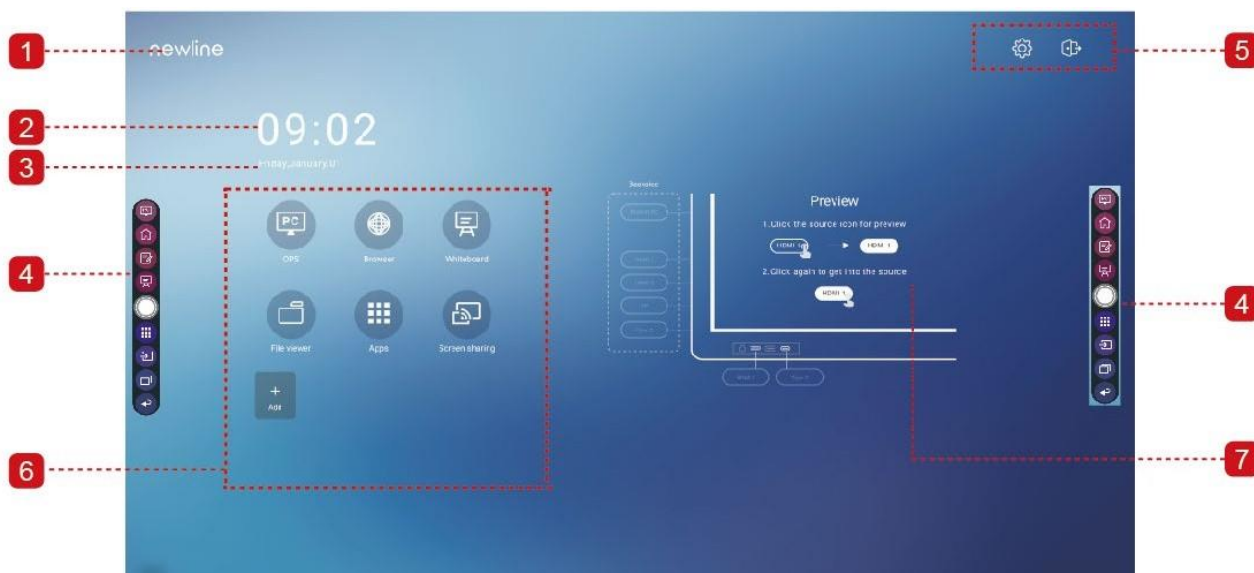 1
newline
5
2
09:02
3
Preview
1.Click the source icon for preview
HDMI 1
HDMI 1
2.Click again to get into the source
HDMI 1
PC
OPS
Browser
Whiteboard
4
4
File viewer
Apps
Screen sharing
+
Add
6
7